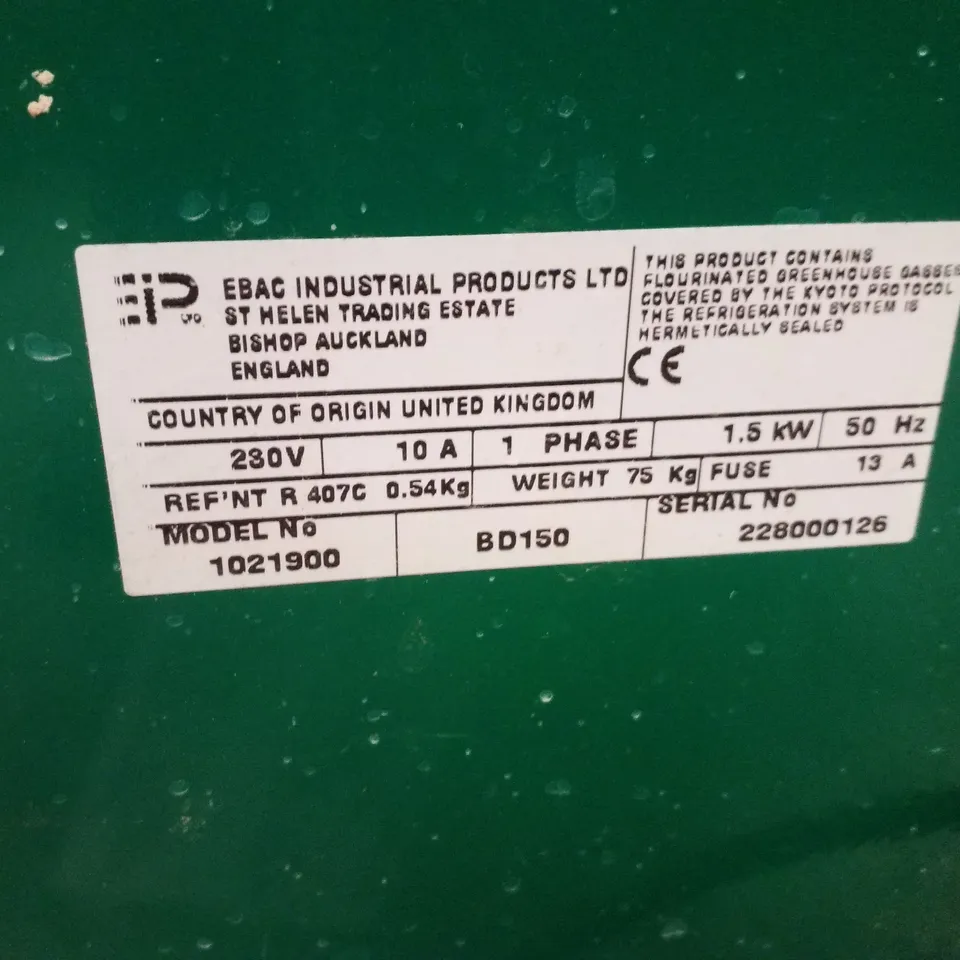 EIP LTD
EBAC INDUSTRIAL PRODUCTS LTD
ST HELEN TRADING ESTATE
BISHOP AUCKLAND
ENGLAND
THIS PRODUCT CONTAINS
FLOURINATED GREENHOUSE GASSES
COVERED BY THE KYOTO PROTOCOL
THE REFRIGERATION SYSTEM IS
HERMETICALLY SEALED
CE
COUNTRY OF ORIGIN UNITED KINGDOM
230V 10 A 1 PHASE 1.5 kW 50 Hz
REF'NT R 407C 0.54Kg WEIGHT 75 Kg FUSE 13 A
MODEL No SERIAL No
1021900 BD150 228000126